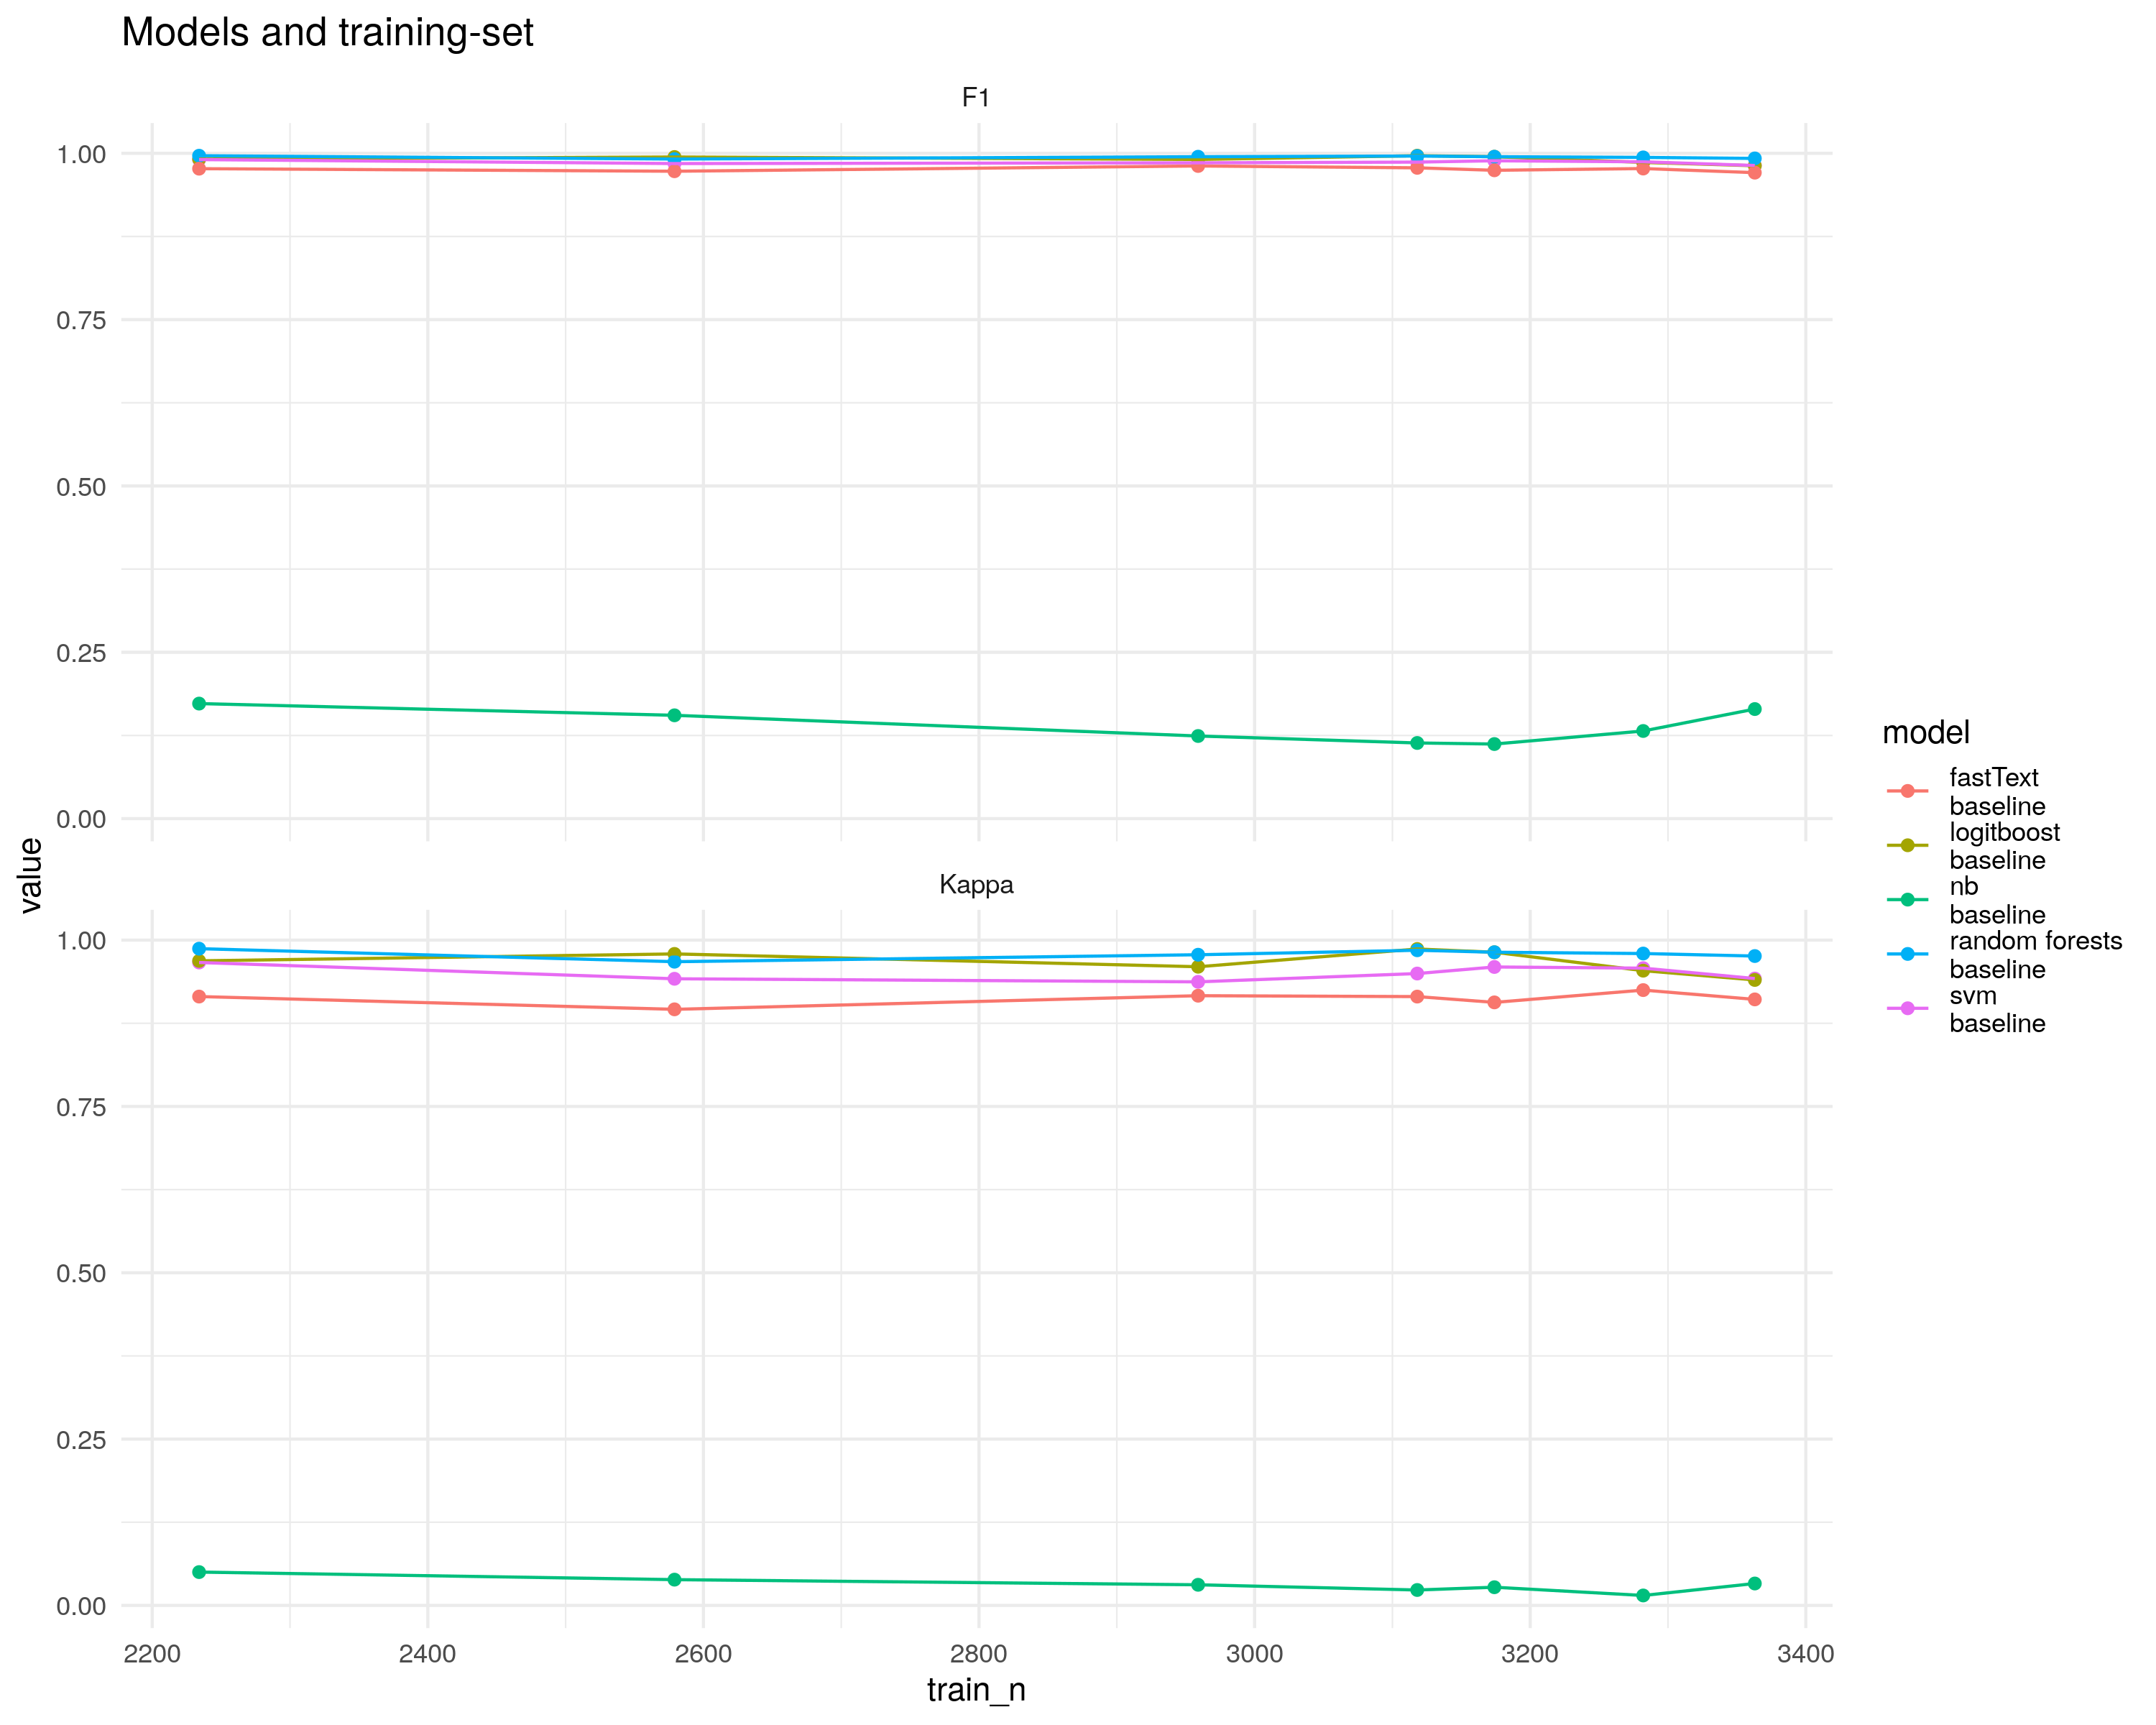 Models and training-set
F1
1.00
0.75
0.50
0.25
0.00
value
Kappa
1.00
0.75
0.50
0.25
0.00
2200 2400 2600 2800 3000 3200 3400
train_n
model
fastText
baseline
logitboost
baseline
nb
baseline
random forests
baseline
svm
baseline